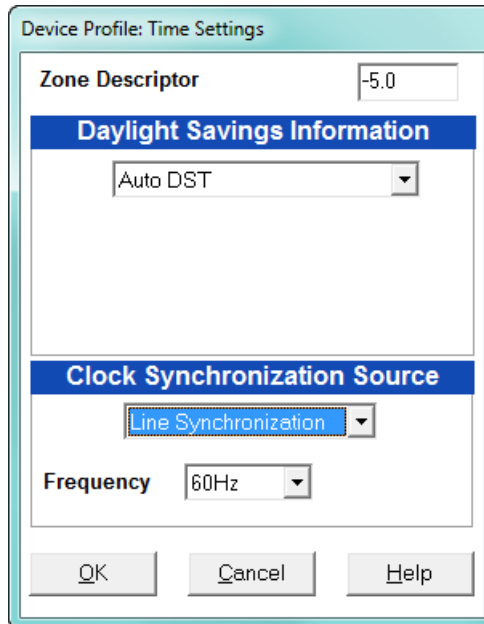 Device Profile: Time Settings
Zone Descriptor -5.0
Daylight Savings Information
Auto DST
Clock Synchronization Source
Line Synchronization
Frequency 60Hz
OK Cancel Help